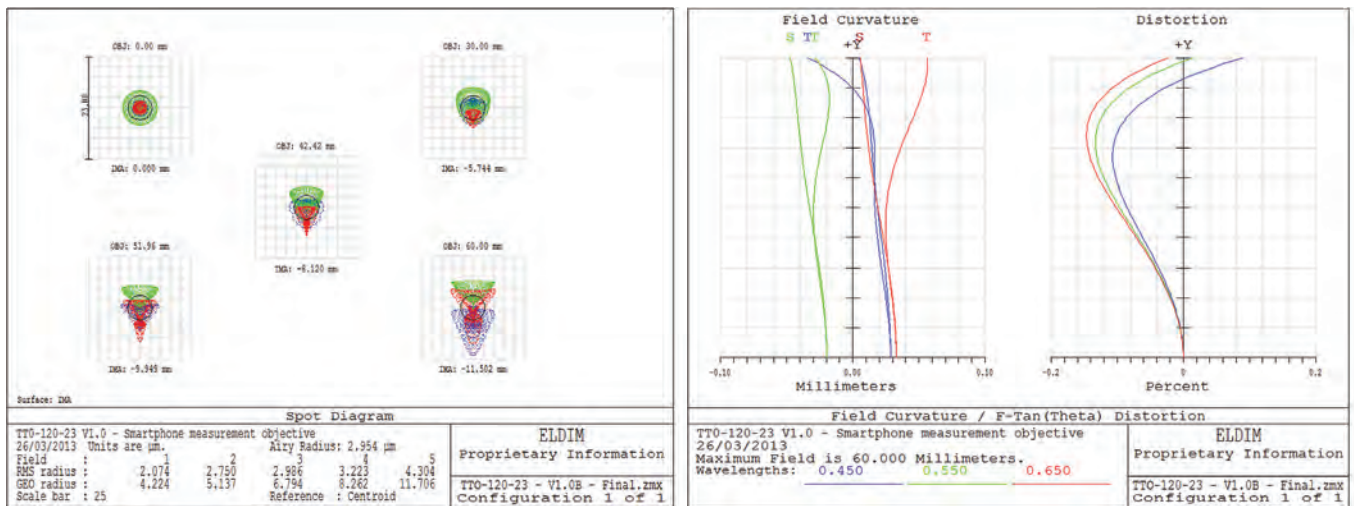 OBJ: 0.00 mm
OBJ: 30.00 mm
IMA: 0.000 mm
IMA: -5.744 mm
OBJ: 42.42 mm
OBJ: 51.96 mm
OBJ: 60.00 mm
IMA: -8.120 mm
IMA: -9.949 mm
IMA: -11.502 mm
Surface: IMA
Spot Diagram
TTO-120-23 V1.0 - Smartphone measurement objective
26/03/2013 Units are µm. Airy Radius: 2.954 µm
Field : 1 2 3 4 5
RMS radius : 2.074 2.750 2.986 3.223 4.304
GEO radius : 4.224 5.137 6.794 8.262 11.706
Scale bar : 25 Reference : Centroid
ELDIM
Proprietary Information
TTO-120-23 - V1.0B - Final.zmx
Configuration 1 of 1
Field Curvature
S TT S T
+Y
-0.10 0.00 0.10
Millimeters
Distortion
+Y
-0.2 0 0.2
Percent
Field Curvature / F-Tan(Theta) Distortion
TTO-120-23 V1.0 - Smartphone measurement objective
26/03/2013
Maximum Field is 60.000 Millimeters.
Wavelengths: 0.450 0.550 0.650
ELDIM
Proprietary Information
TTO-120-23 - V1.0B - Final.zmx
Configuration 1 of 1